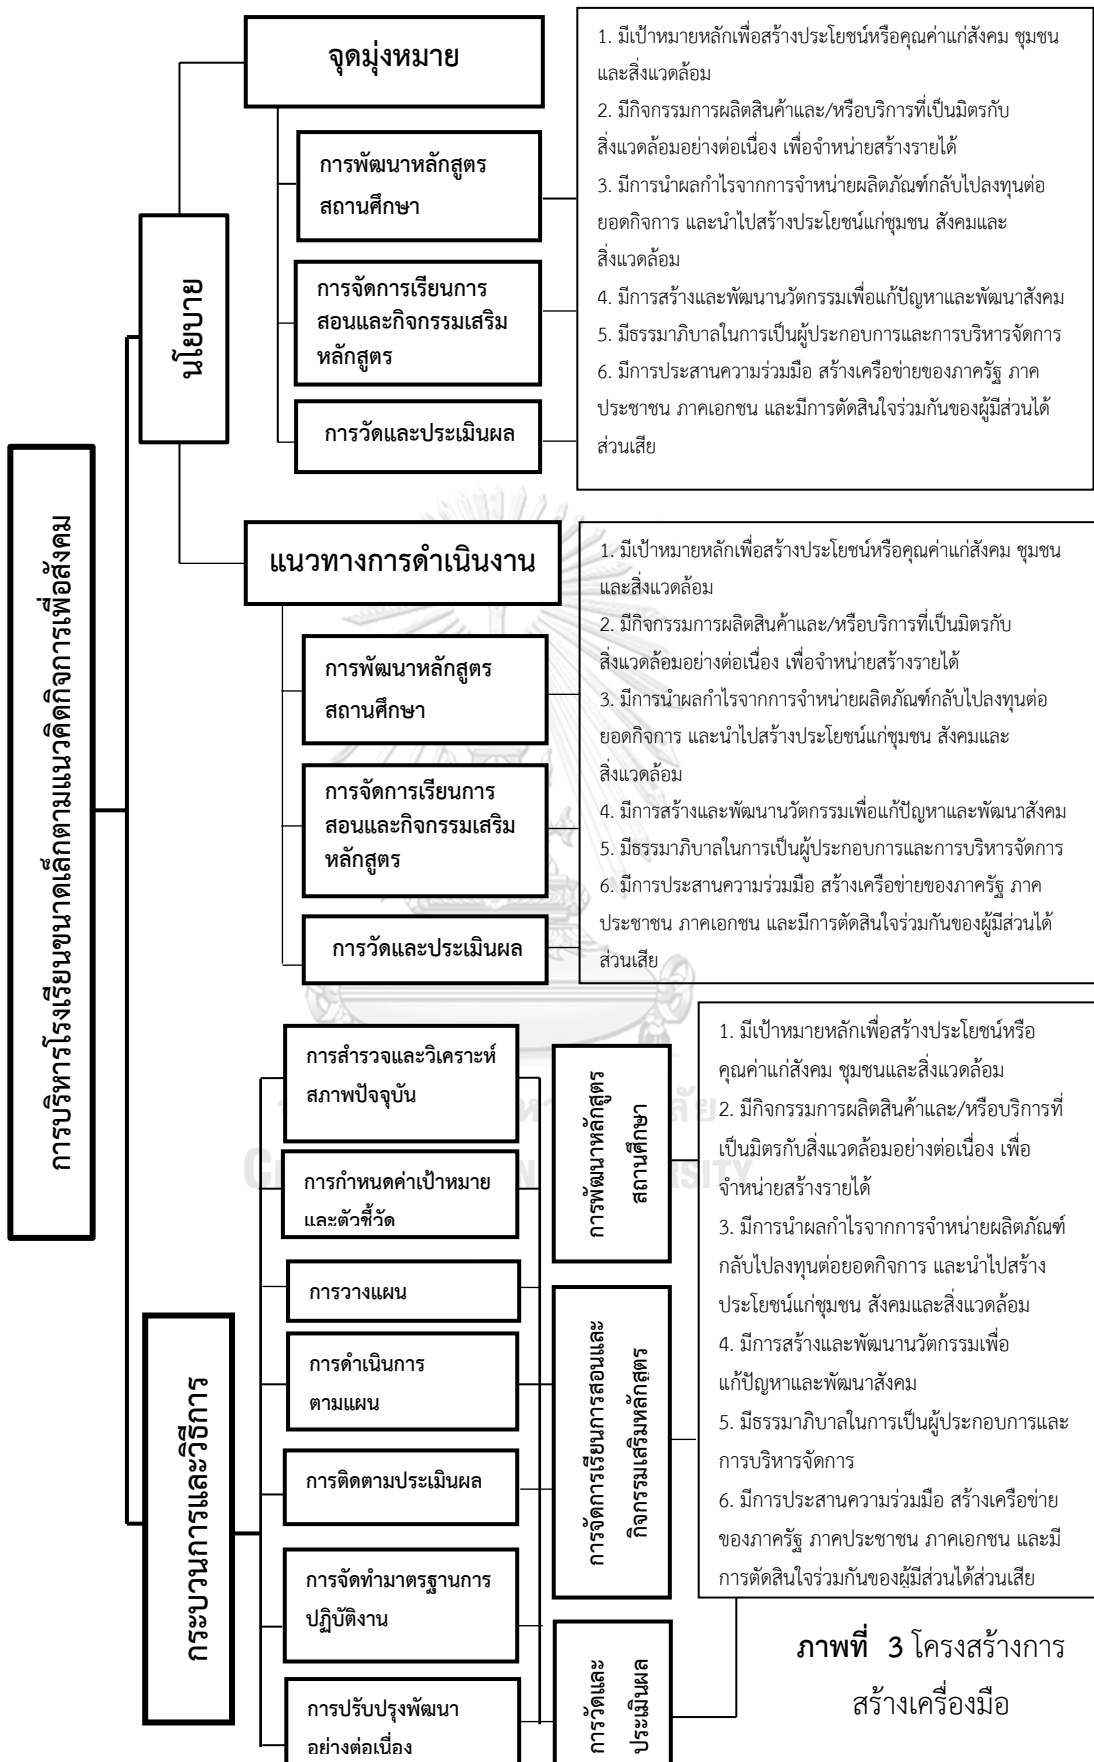 การบริหารโรงเรียนขนาดเล็กตามแนวคิดกิจการเพื่อสังคม
นโยบาย
จุดมุ่งหมาย
การพัฒนาหลักสูตร
สถานศึกษา
การจัดการเรียนการ
สอนและกิจกรรมเสริม
หลักสูตร
การวัดและประเมินผล
1. มีเป้าหมายหลักเพื่อสร้างประโยชน์หรือคุณค่าแก่สังคม ชุมชน
และสิ่งแวดล้อม
2. มีกิจกรรมการผลิตสินค้าและ/หรือบริการที่เป็นมิตรกับ
สิ่งแวดล้อมอย่างต่อเนื่อง เพื่อจำหน่ายสร้างรายได้
3. มีการนำผลกำไรจากการจำหน่ายผลิตภัณฑ์กลับไปลงทุนต่อ
ยอดกิจการ และนำไปสร้างประโยชน์แก่ชุมชน สังคมและ
สิ่งแวดล้อม
4. มีการสร้างและพัฒนานวัตกรรมเพื่อแก้ปัญหาและพัฒนาสังคม
5. มีธรรมาภิบาลในการเป็นผู้ประกอบการและการบริหารจัดการ
6. มีการประสานความร่วมมือ สร้างเครือข่ายของภาครัฐ ภาค
ประชาชน ภาคเอกชน และมีการตัดสินใจร่วมกันของผู้มีส่วนได้
ส่วนเสีย
แนวทางการดำเนินงาน
การพัฒนาหลักสูตร
สถานศึกษา
การจัดการเรียนการ
สอนและกิจกรรมเสริม
หลักสูตร
การวัดและประเมินผล
1. มีเป้าหมายหลักเพื่อสร้างประโยชน์หรือคุณค่าแก่สังคม ชุมชน
และสิ่งแวดล้อม
2. มีกิจกรรมการผลิตสินค้าและ/หรือบริการที่เป็นมิตรกับ
สิ่งแวดล้อมอย่างต่อเนื่อง เพื่อจำหน่ายสร้างรายได้
3. มีการนำผลกำไรจากการจำหน่ายผลิตภัณฑ์กลับไปลงทุนต่อ
ยอดกิจการ และนำไปสร้างประโยชน์แก่ชุมชน สังคมและ
สิ่งแวดล้อม
4. มีการสร้างและพัฒนานวัตกรรมเพื่อแก้ปัญหาและพัฒนาสังคม
5. มีธรรมาภิบาลในการเป็นผู้ประกอบการและการบริหารจัดการ
6. มีการประสานความร่วมมือ สร้างเครือข่ายของภาครัฐ ภาค
ประชาชน ภาคเอกชน และมีการตัดสินใจร่วมกันของผู้มีส่วนได้
ส่วนเสีย
กระบวนการและวิธีการ
การสำรวจและวิเคราะห์
สภาพปัจจุบัน
การกำหนดค่าเป้าหมาย
และตัวชี้วัด
การวางแผน
การดำเนินการ
ตามแผน
การติดตามประเมินผล
การจัดทำมาตรฐานการ
ปฏิบัติงาน
การปรับปรุงพัฒนา
อย่างต่อเนื่อง
การพัฒนาหลักสูตร
สถานศึกษา
การจัดการเรียนการสอนและ
กิจกรรมเสริมหลักสูตร
การวัดและ
ประเมินผล
1. มีเป้าหมายหลักเพื่อสร้างประโยชน์หรือ
คุณค่าแก่สังคม ชุมชนและสิ่งแวดล้อม
2. มีกิจกรรมการผลิตสินค้าและ/หรือบริการที่
เป็นมิตรกับสิ่งแวดล้อมอย่างต่อเนื่อง เพื่อ
จำหน่ายสร้างรายได้
3. มีการนำผลกำไรจากการจำหน่ายผลิตภัณฑ์
กลับไปลงทุนต่อยอดกิจการ และนำไปสร้าง
ประโยชน์แก่ชุมชน สังคมและสิ่งแวดล้อม
4. มีการสร้างและพัฒนานวัตกรรมเพื่อ
แก้ปัญหาและพัฒนาสังคม
5. มีธรรมาภิบาลในการเป็นผู้ประกอบการและ
การบริหารจัดการ
6. มีการประสานความร่วมมือ สร้างเครือข่าย
ของภาครัฐ ภาคประชาชน ภาคเอกชน และมี
การตัดสินใจร่วมกันของผู้มีส่วนได้ส่วนเสีย
ภาพที่ 3 โครงสร้างการ
สร้างเครื่องมือ